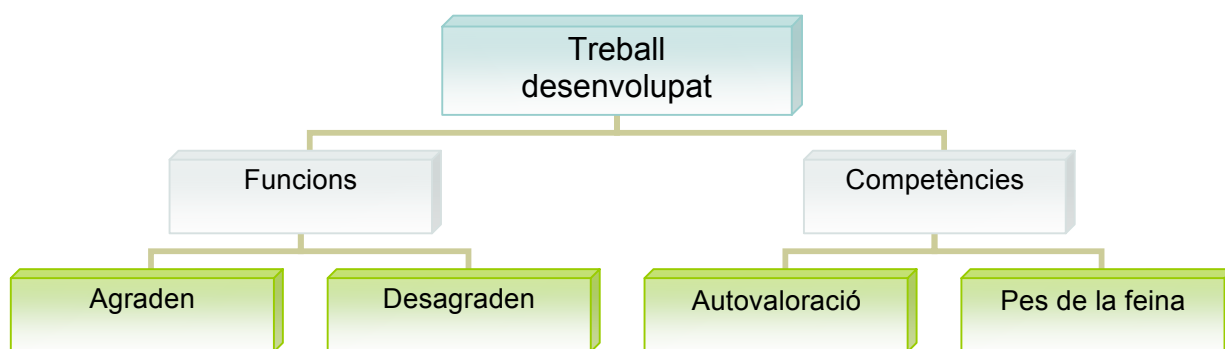 Treball
desenvolupat
Funcions
Competències
Agraden
Desagraden
Autovaloració
Pes de la feina